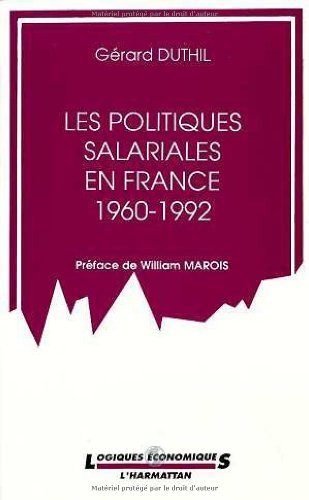 Matériel protégé par le droit d'auteur
Gérard DUTHIL
LES POLITIQUES
SALARIALES
EN FRANCE
1960-1992
Préface de William MAROIS
LOGIQUES ÉCONOMIQUES
L'HARMATTAN
Matériel protégé par le droit d'auteur